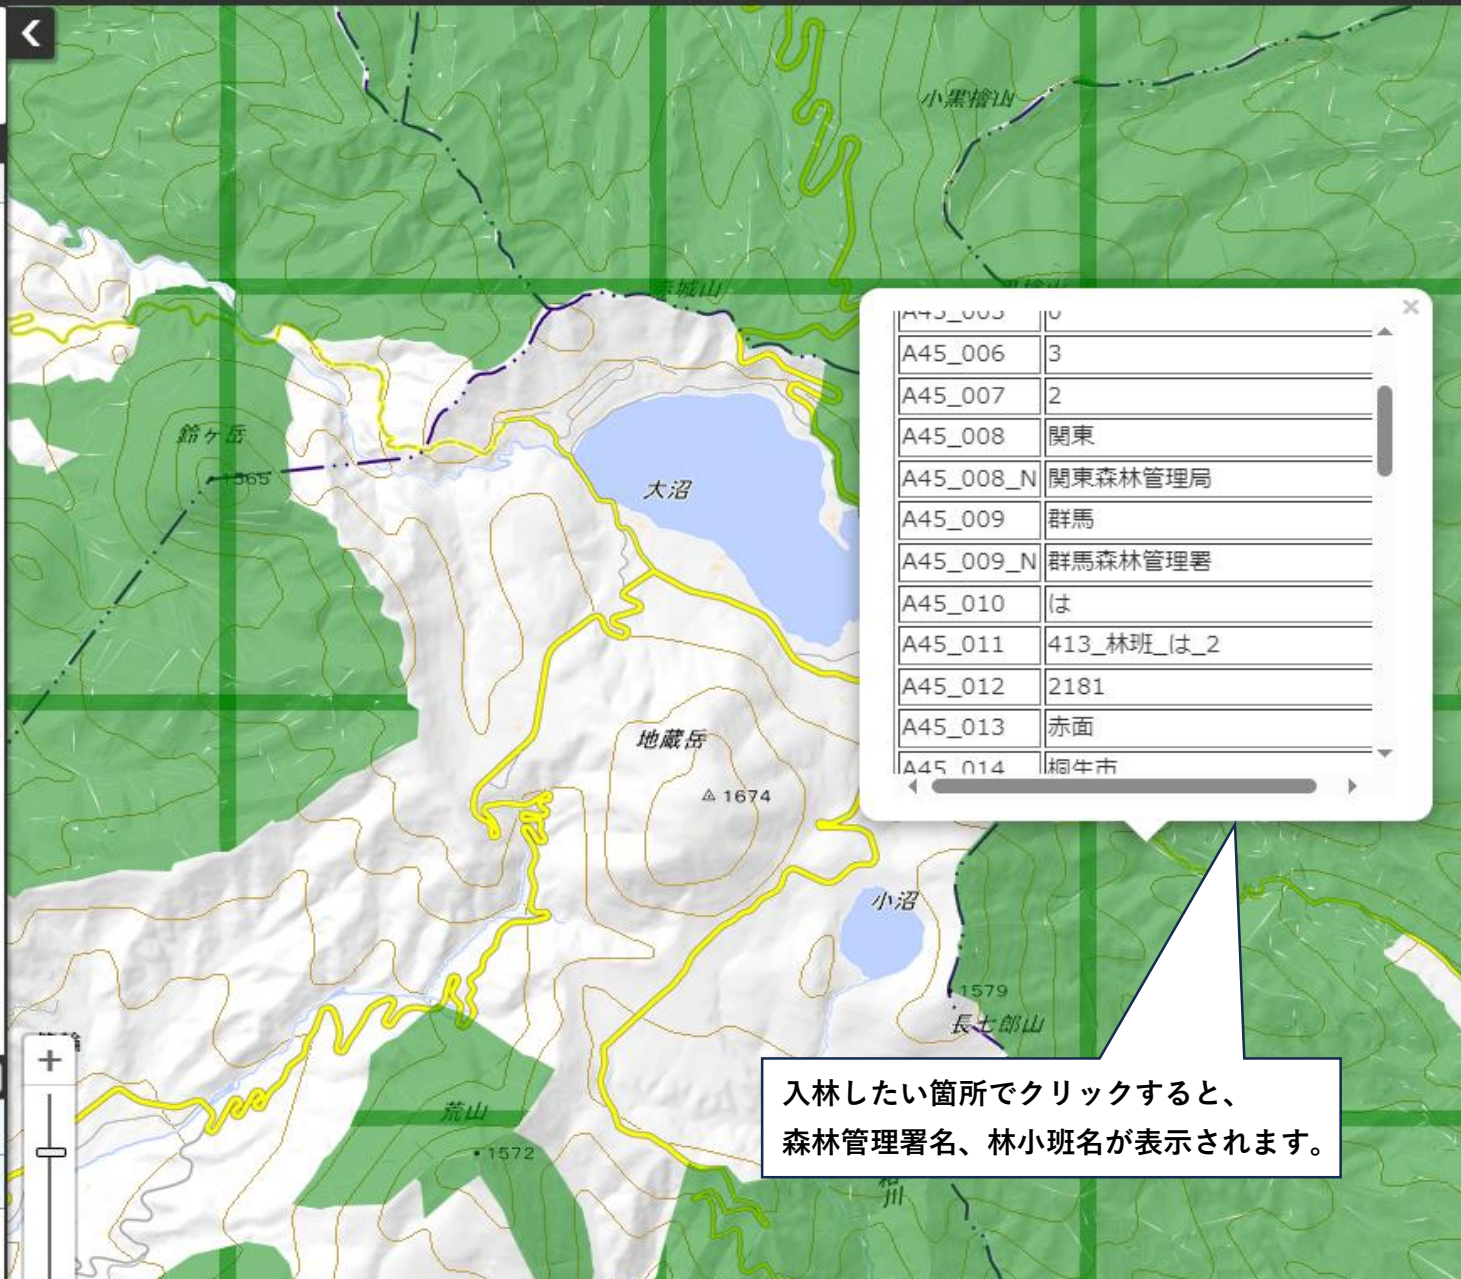 小黒檜山
赤城山
鈴ヶ岳
1565
大沼
地蔵岳
1674
小沼
1579
長七郎山
荒山
1572
A45_006 3
A45_007 2
A45_008 関東
A45_008_N 関東森林管理局
A45_009 群馬
A45_009_N 群馬森林管理署
A45_010 は
A45_011 413_林班_は_2
A45_012 2181
A45_013 赤面
A45_014 桐生市
入林したい箇所でクリックすると、
森林管理署名、林小班名が表示されます。